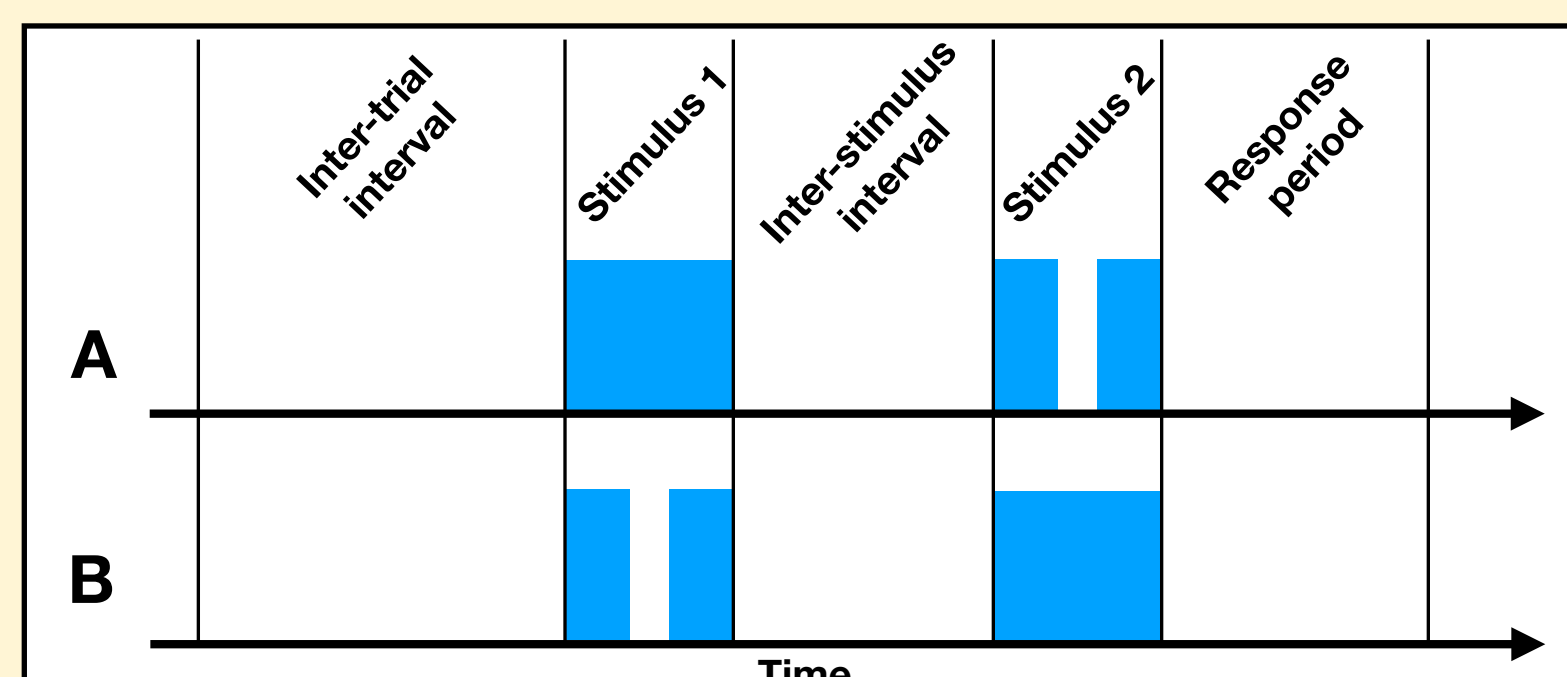 Inter-trial
interval
Stimulus 1
Inter-stimulus
interval
Stimulus 2
Response
period
A
B
Time